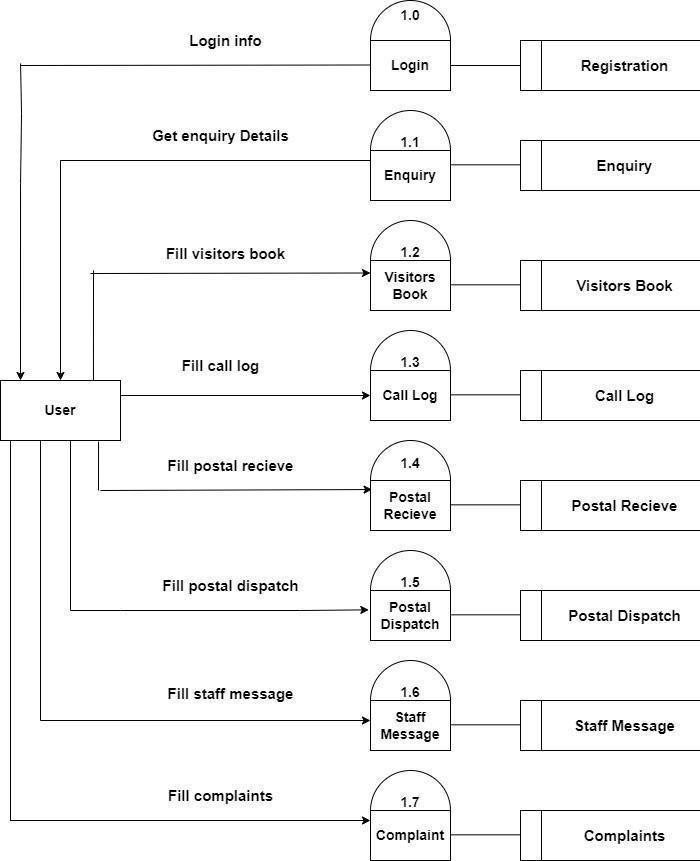 1.0
Login info
Login
Registration
Get enquiry Details
1.1
Enquiry
Enquiry
Fill visitors book
1.2
Visitors
Book
Visitors Book
Fill call log
1.3
Call Log
Call Log
User
Fill postal recieve
1.4
Postal
Recieve
Postal Recieve
Fill postal dispatch
1.5
Postal
Dispatch
Postal Dispatch
Fill staff message
1.6
Staff
Message
Staff Message
Fill complaints
1.7
Complaint
Complaints